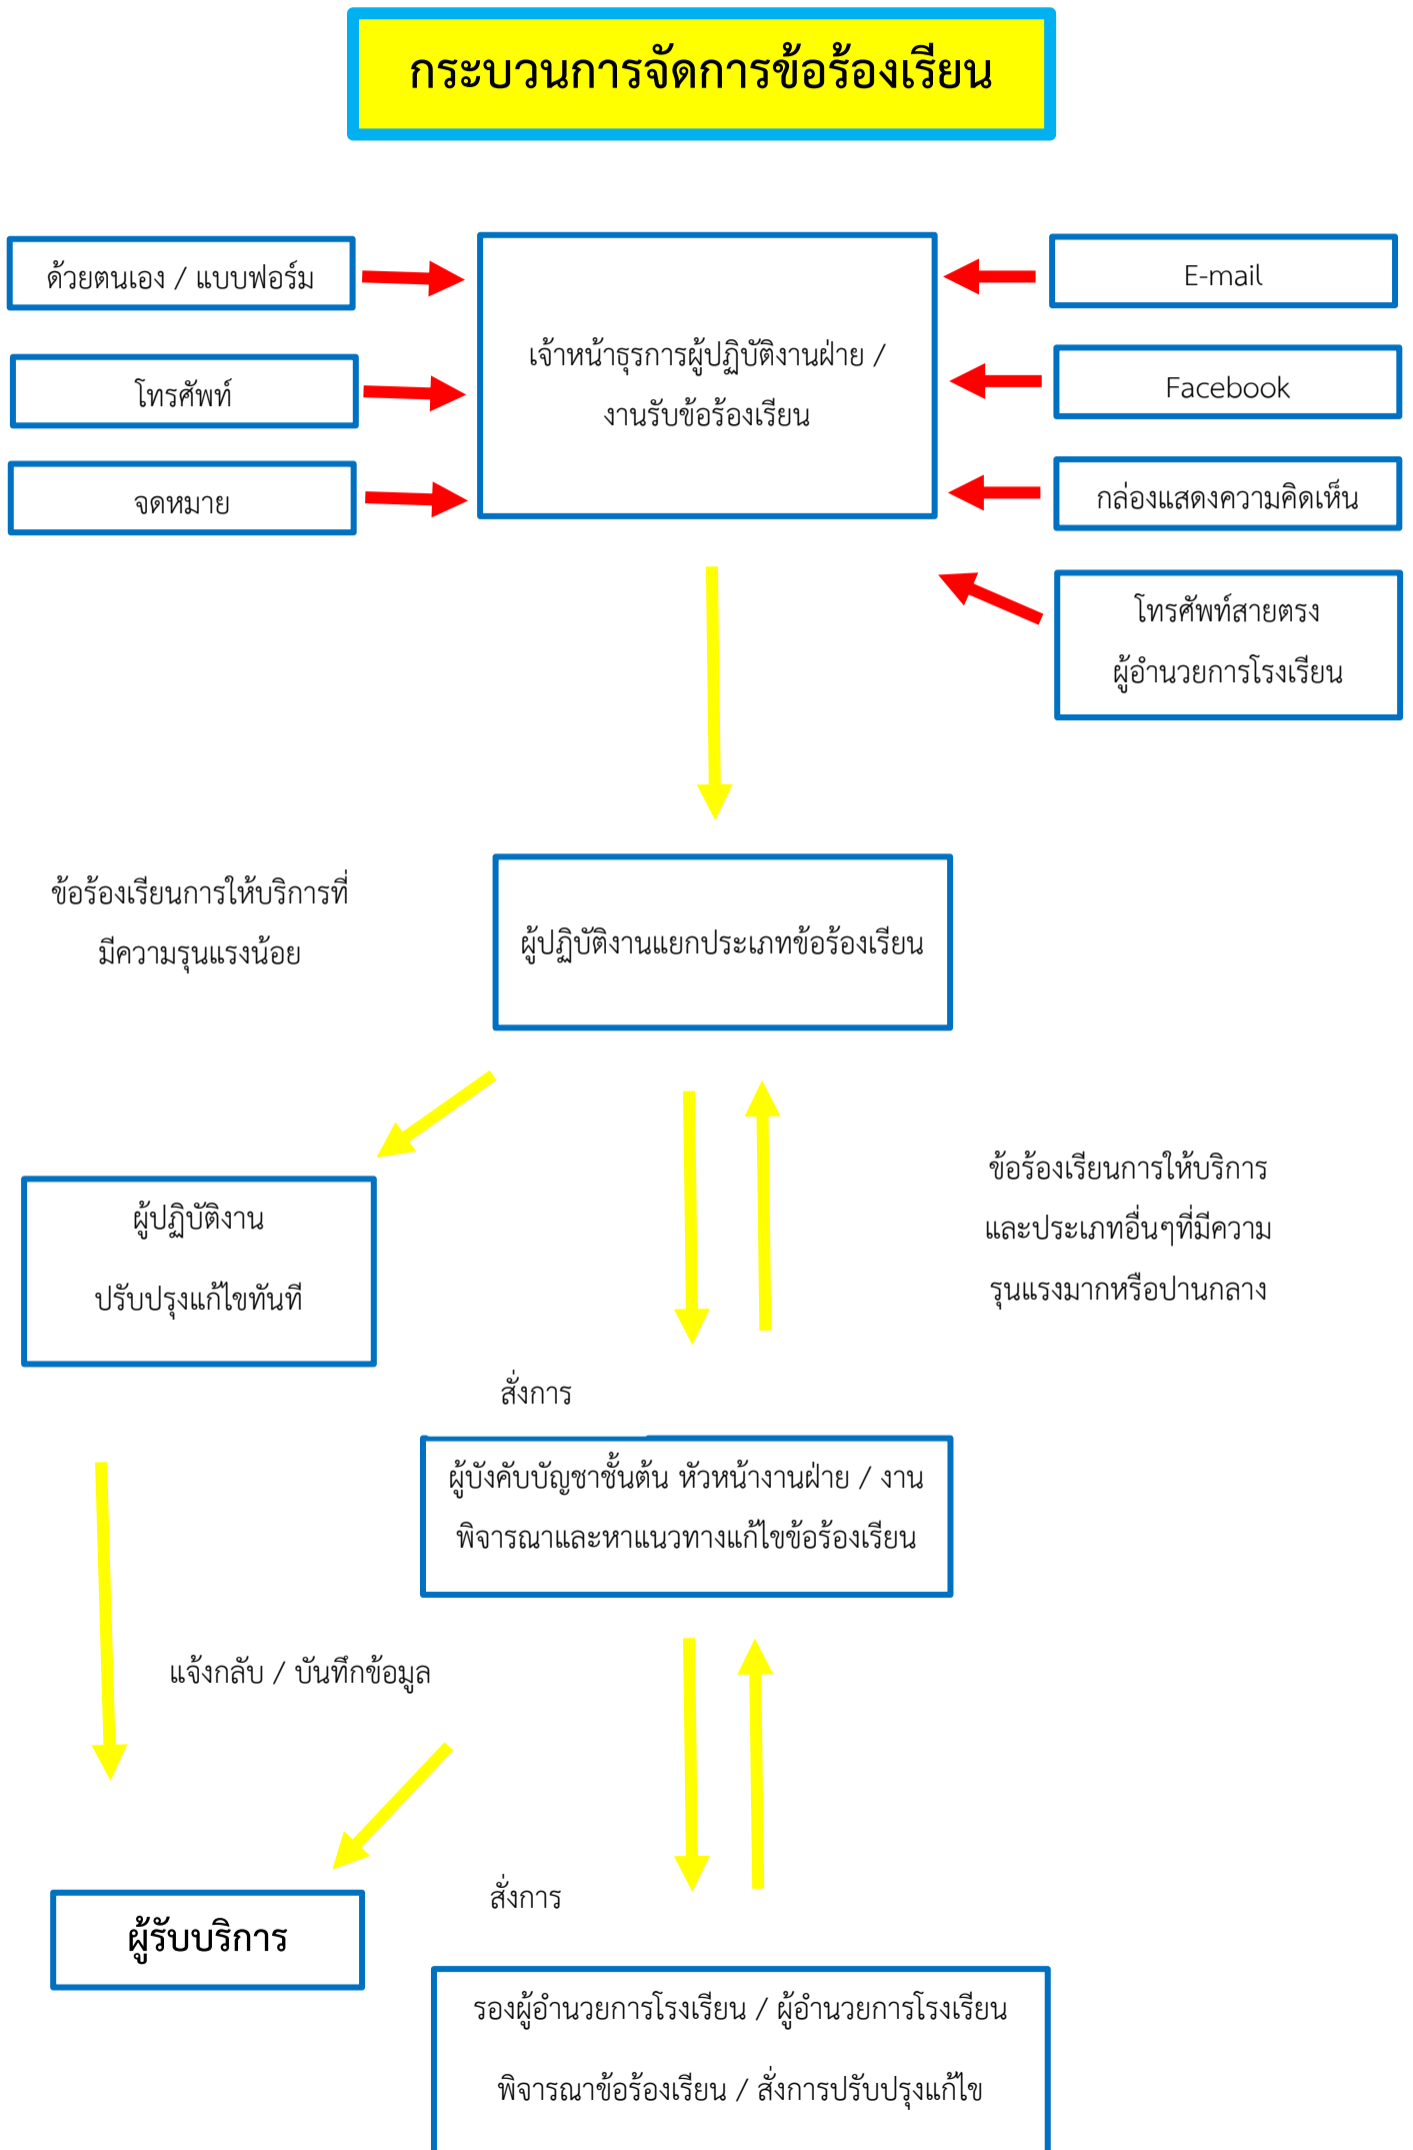 กระบวนการจัดการข้อร้องเรียน
ด้วยตนเอง / แบบฟอร์ม
โทรศัพท์
จดหมาย
เจ้าหน้าธุรการผู้ปฏิบัติงานฝ่าย /
งานรับข้อร้องเรียน
E-mail
Facebook
กล่องแสดงความคิดเห็น
โทรศัพท์สายตรง
ผู้อำนวยการโรงเรียน
ข้อร้องเรียนการให้บริการที่
มีความรุนแรงน้อย
ผู้ปฏิบัติงานแยกประเภทข้อร้องเรียน
ผู้ปฏิบัติงาน
ปรับปรุงแก้ไขทันที
ข้อร้องเรียนการให้บริการ
และประเภทอื่นๆที่มีความ
รุนแรงมากหรือปานกลาง
สั่งการ
ผู้บังคับบัญชาชั้นต้น หัวหน้างานฝ่าย / งาน
พิจารณาและหาแนวทางแก้ไขข้อร้องเรียน
แจ้งกลับ / บันทึกข้อมูล
สั่งการ
ผู้รับบริการ
รองผู้อำนวยการโรงเรียน / ผู้อำนวยการโรงเรียน
พิจารณาข้อร้องเรียน / สั่งการปรับปรุงแก้ไข